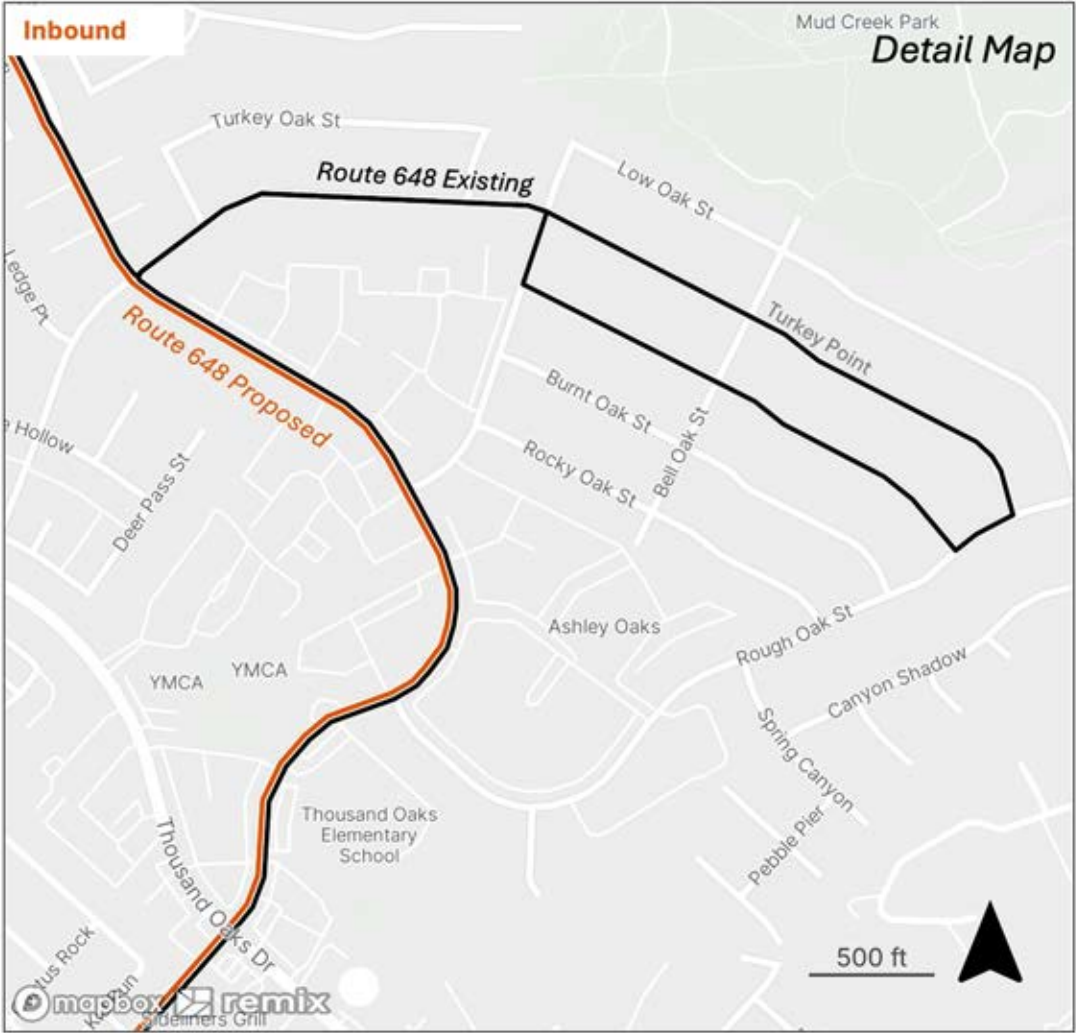 Inbound
Mud Creek Park
Detail Map
Turkey Oak St
Route 648 Existing
Low Oak St
Ledge Pt
Turkey Point
Route 648 Proposed
Burnt Oak St
Hollow
Bell Oak St
Rocky Oak St
Deer Pass St
Ashley Oaks
Rough Oak St
YMCA
YMCA
Canyon Shadow
Spring Canyon
Thousand Oaks
Elementary
School
Pebble Pier
Thousand Oaks Dr
500 ft
Rock
mapbox
remix
Sideliners Grill